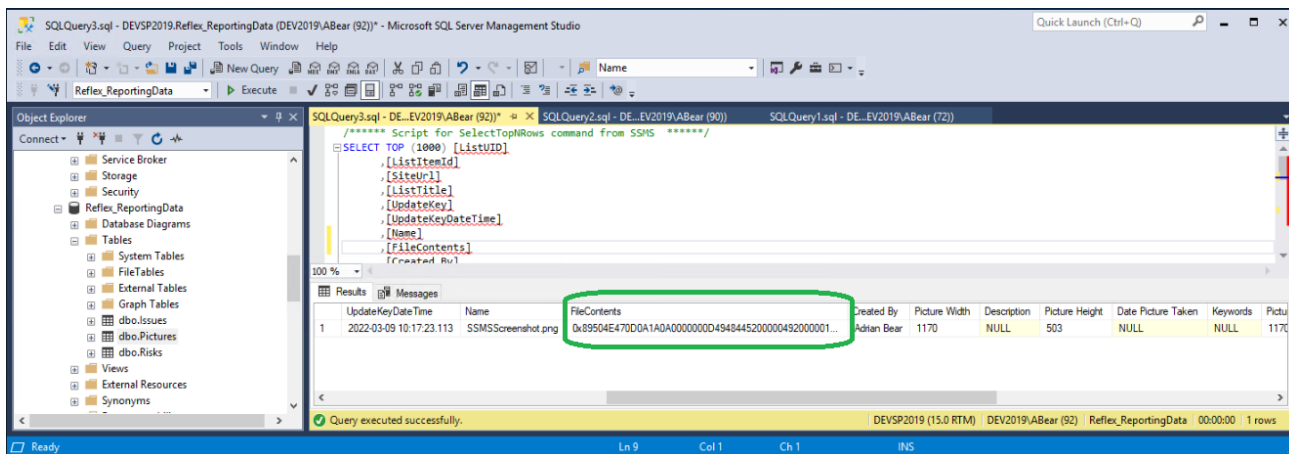 SQLQuery3.sql - DEVSP2019.Reflex_ReportingData (DEV2019\ABear (92))* - Microsoft SQL Server Management Studio
Quick Launch (Ctrl+Q)
File Edit View Query Project Tools Window Help
New Query
Name
Reflex_ReportingData
Execute
Object Explorer
Connect
Service Broker
Storage
Security
Reflex_ReportingData
Database Diagrams
Tables
System Tables
FileTables
External Tables
Graph Tables
dbo.Issues
dbo.Pictures
dbo.Risks
Views
External Resources
Synonyms
SQLQuery3.sql - DE...EV2019\ABear (92))* SQLQuery2.sql - DE...EV2019\ABear (90)) SQLQuery1.sql - DE...EV2019\ABear (72))
/****** Script for SelectTopNRows command from SSMS ******/
SELECT TOP (1000) [ListUID]
,[ListItemId]
,[SiteUrl]
,[ListTitle]
,[UpdateKey]
,[UpdateKeyDateTime]
,[Name]
,[FileContents]
,[Created By]
100 %
Results Messages
UpdateKeyDateTime Name FileContents Created By Picture Width Description Picture Height Date Picture Taken Keywords Pictu
1 2022-03-09 10:17:23.113 SSMSScreenshot.png 0x89504E470D0A1A0A0000000D49484452000000492000001... Adrian Bear 1170 NULL 503 NULL NULL 1170
Query executed successfully. DEVSP2019 (15.0 RTM) DEV2019\ABear (92) Reflex_ReportingData 00:00:00 1 rows
Ready Ln 9 Col 1 Ch 1 INS